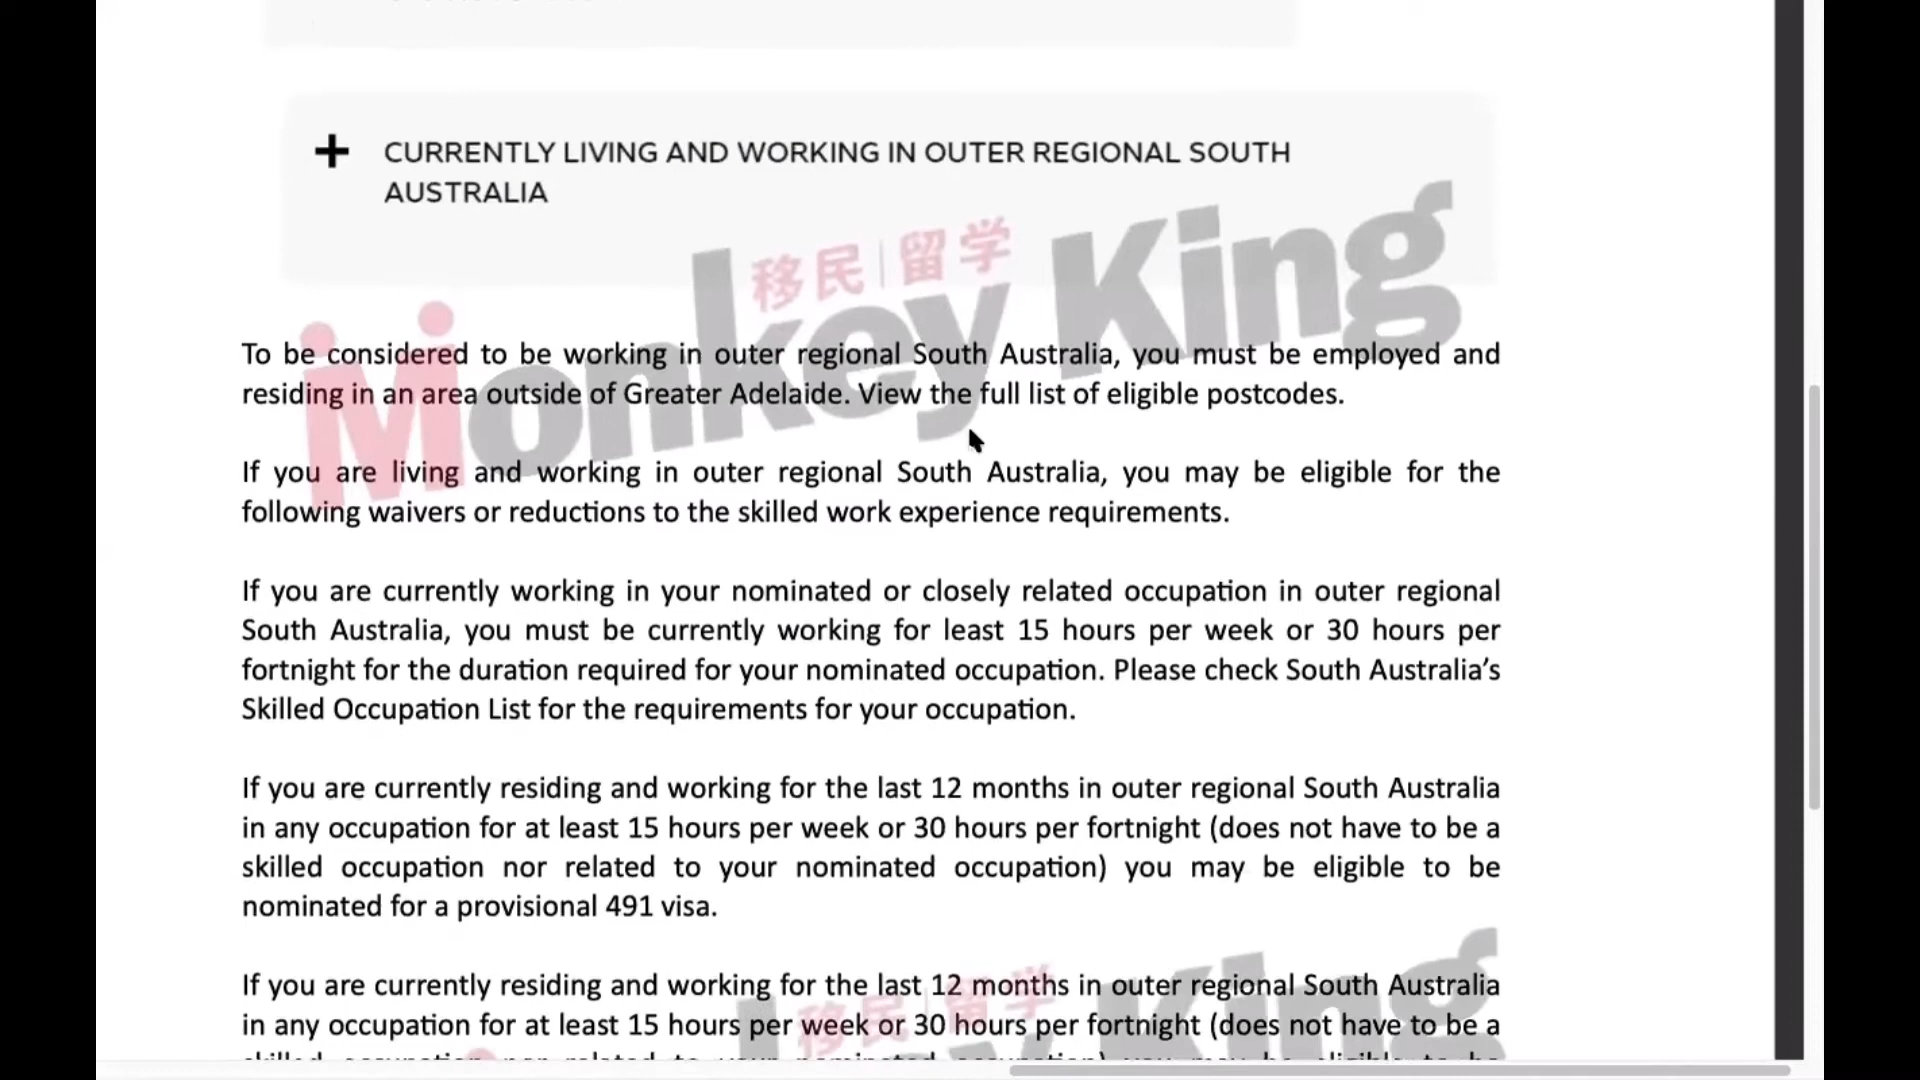 CURRENTLY LIVING AND WORKING IN OUTER REGIONAL SOUTH
AUSTRALIA
移民|留学
Monkey King
To be considered to be working in outer regional South Australia, you must be employed and
residing in an area outside of Greater Adelaide. View the full list of eligible postcodes.
If you are living and working in outer regional South Australia, you may be eligible for the
following waivers or reductions to the skilled work experience requirements.
If you are currently working in your nominated or closely related occupation in outer regional
South Australia, you must be currently working for least 15 hours per week or 30 hours per
fortnight for the duration required for your nominated occupation. Please check South Australia’s
Skilled Occupation List for the requirements for your occupation.
If you are currently residing and working for the last 12 months in outer regional South Australia
in any occupation for at least 15 hours per week or 30 hours per fortnight (does not have to be a
skilled occupation nor related to your nominated occupation) you may be eligible to be
nominated for a provisional 491 visa.
If you are currently residing and working for the last 12 months in outer regional South Australia
in any occupation for at least 15 hours per week or 30 hours per fortnight (does not have to be a
移民|留学
King